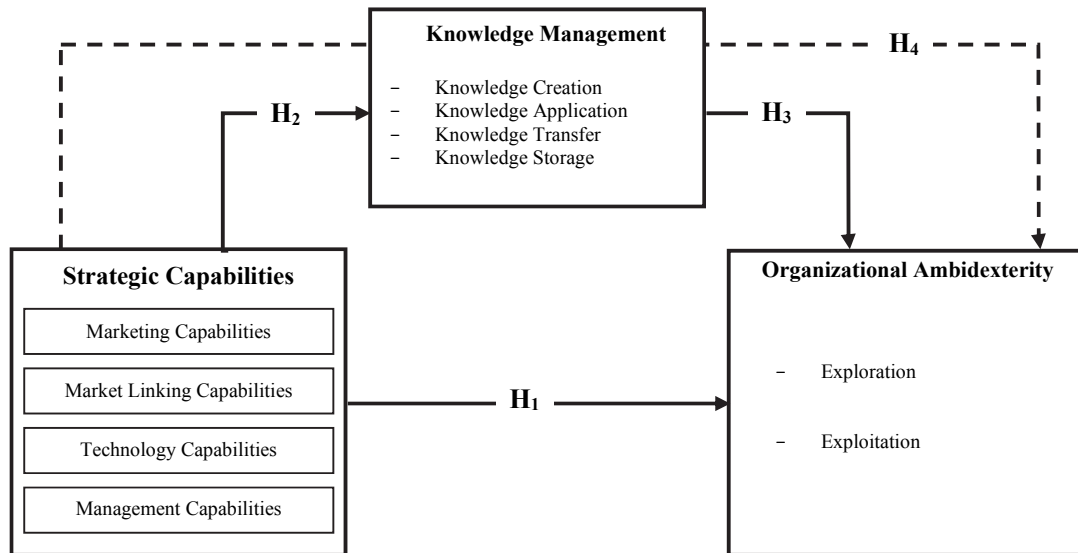 Knowledge Management
H₄
– Knowledge Creation
– Knowledge Application
– Knowledge Transfer
– Knowledge Storage
H₂
H₃
Strategic Capabilities
Marketing Capabilities
Market Linking Capabilities
Technology Capabilities
Management Capabilities
H₁
Organizational Ambidexterity
– Exploration
– Exploitation